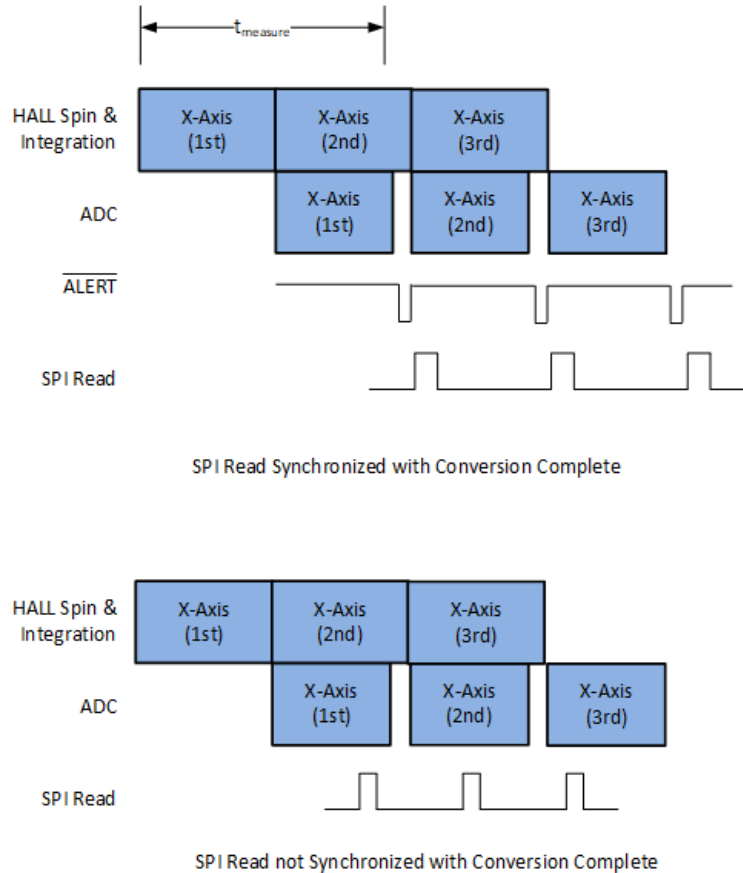 tmeasure
HALL Spin &
Integration
X-Axis
(1st)
X-Axis
(2nd)
X-Axis
(3rd)
ADC
X-Axis
(1st)
X-Axis
(2nd)
X-Axis
(3rd)
ALERT
SPI Read
SPI Read Synchronized with Conversion Complete
HALL Spin &
Integration
X-Axis
(1st)
X-Axis
(2nd)
X-Axis
(3rd)
ADC
X-Axis
(1st)
X-Axis
(2nd)
X-Axis
(3rd)
SPI Read
SPI Read not Synchronized with Conversion Complete